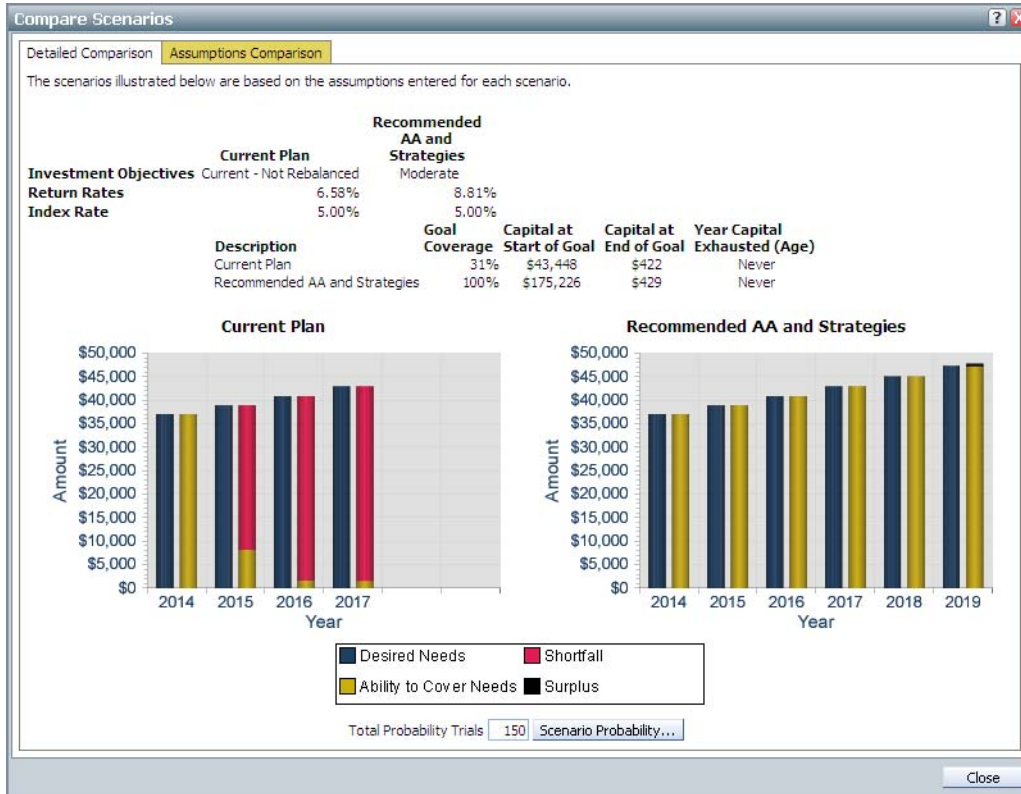 Compare Scenarios
?
X
Detailed Comparison Assumptions Comparison
The scenarios illustrated below are based on the assumptions entered for each scenario.
Recommended
AA and
Current Plan Strategies
Investment Objectives Current - Not Rebalanced Moderate
Return Rates 6.58% 8.81%
Index Rate 5.00% 5.00%
Goal Capital at Capital at Year Capital
Description Coverage Start of Goal End of Goal Exhausted (Age)
Current Plan 31% $43,448 $422 Never
Recommended AA and Strategies 100% $175,226 $429 Never
Current Plan
$50,000
$45,000
$40,000
$35,000
$30,000
$25,000
$20,000
$15,000
$10,000
$5,000
$0
Amount
2014 2015 2016 2017
Year
Recommended AA and Strategies
$50,000
$45,000
$40,000
$35,000
$30,000
$25,000
$20,000
$15,000
$10,000
$5,000
$0
Amount
2014 2015 2016 2017 2018 2019
Year
Desired Needs Shortfall
Ability to Cover Needs Surplus
Total Probability Trials 150 Scenario Probability...
Close